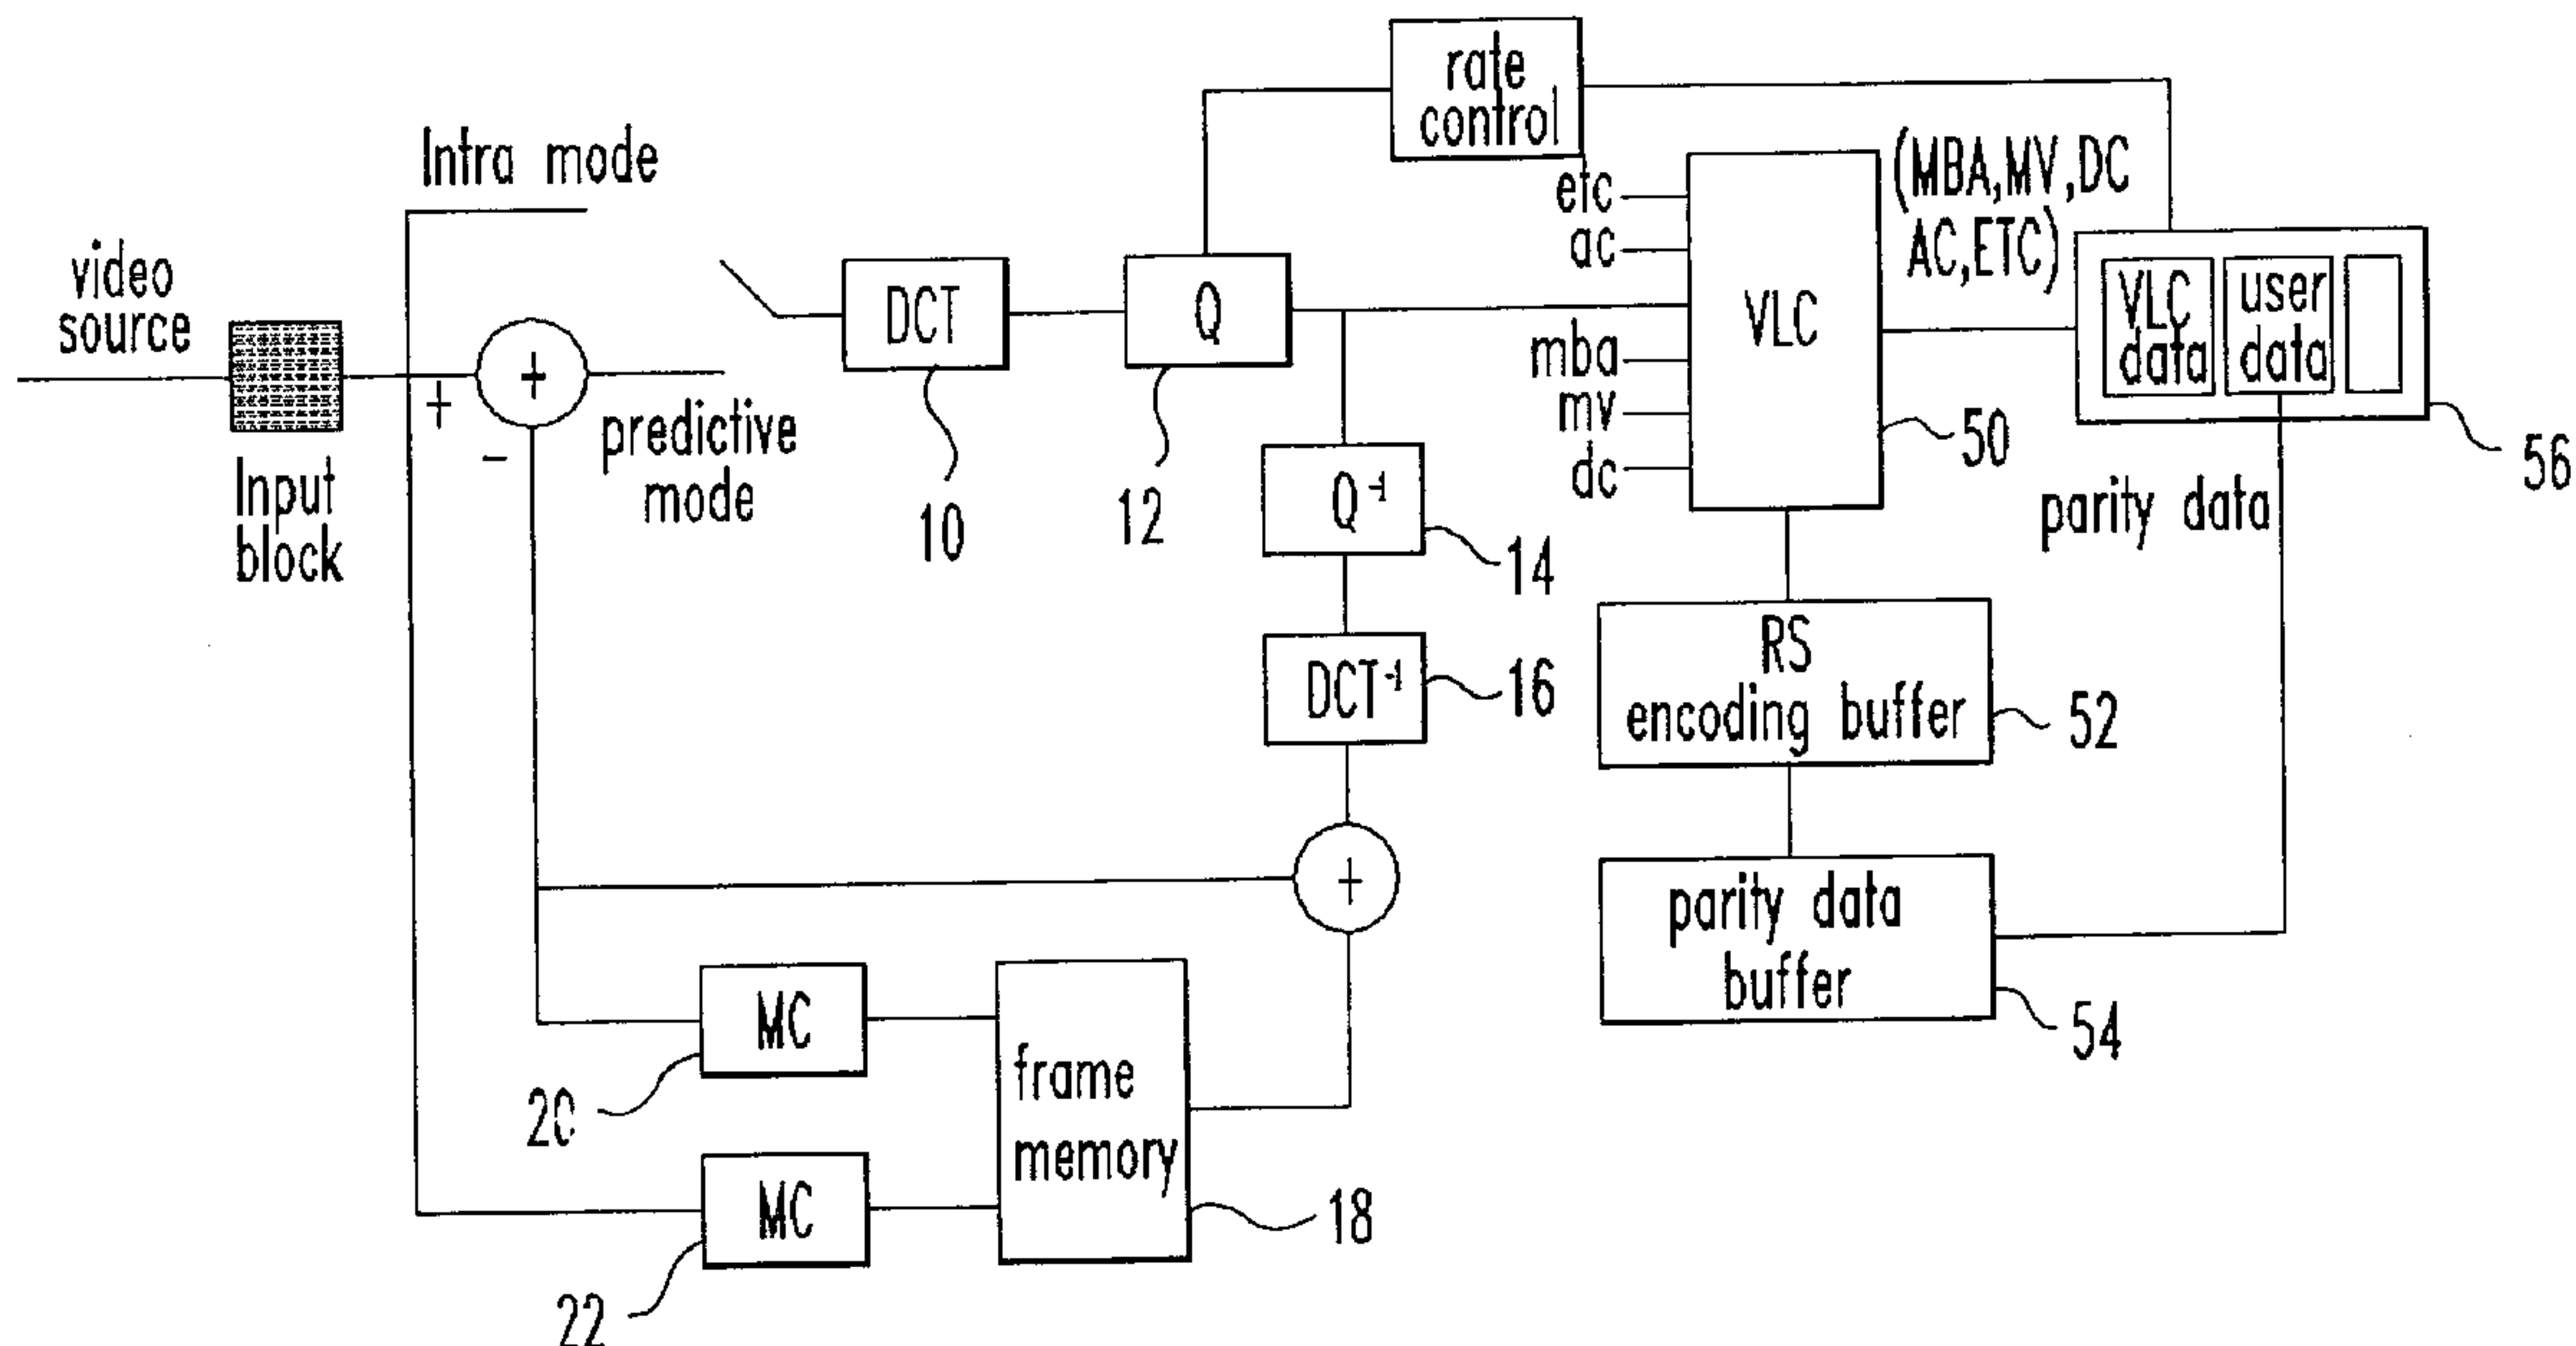 rate
control
Intra mode
etc
ac
mba
mv
dc
(MBA,MV,DC
AC,ETC)
video
source
+
+
-
Input
block
predictive
mode
DCT
10
Q
12
VLC
50
VLC
data
user
data
56
parity data
Q-1
14
DCT-1
16
RS
encoding buffer
52
+
parity data
buffer
54
MC
20
frame
memory
18
MC
22